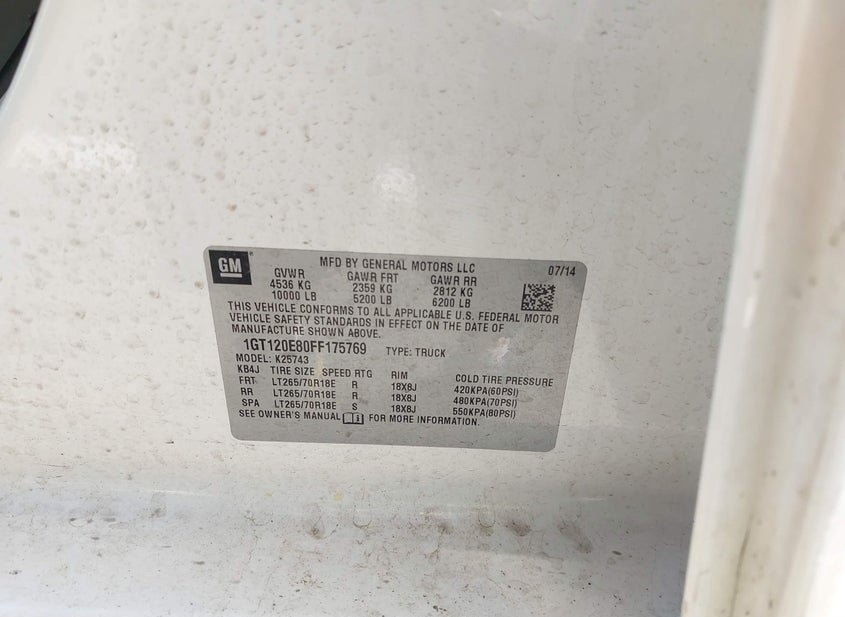 GM
MFD BY GENERAL MOTORS LLC
07/14
GVWR GAWR FRT GAWR RR
4536 KG 2359 KG 2812 KG
10000 LB 5200 LB 6200 LB
THIS VEHICLE CONFORMS TO ALL APPLICABLE U.S. FEDERAL MOTOR
VEHICLE SAFETY STANDARDS IN EFFECT ON THE DATE OF
MANUFACTURE SHOWN ABOVE.
1GT120E80FF175769 TYPE: TRUCK
MODEL: K25743
KB4J TIRE SIZE SPEED RTG RIM COLD TIRE PRESSURE
FRT LT265/70R18E R 18X8J 420KPA(60PSI)
RR LT265/70R18E R 18X8J 480KPA(70PSI)
SPA LT265/70R18E S 18X8J 550KPA(80PSI)
SEE OWNER'S MANUAL FOR MORE INFORMATION.